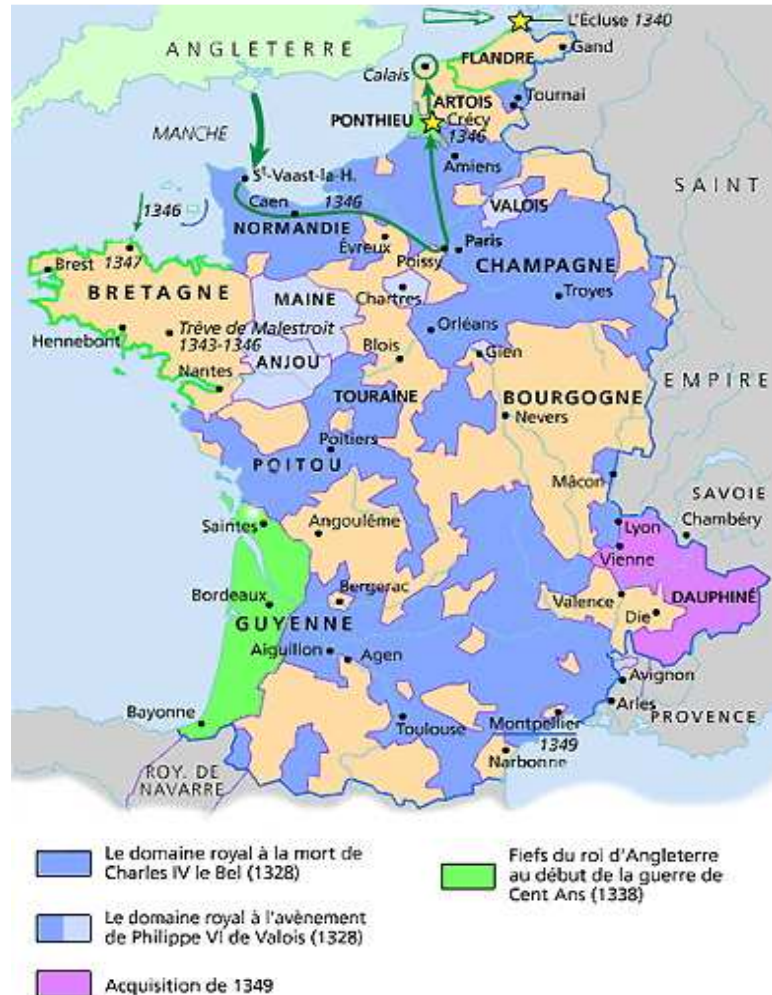 L'Écluse 1340
ANGLETERRE
FLANDRE
Gand
Calais
ARTOIS
Tournai
MANCHE
PONTHIEU
Crécy
1346
Amiens
SAINT
St-Vaast-la-H.
VALOIS
Caen
1346
1346
NORMANDIE
Évreux
Poissy
Paris
CHAMPAGNE
1347
Brest
BRETAGNE
MAINE
Chartres
Troyes
Trève de Malestroit
1343-1346
Hennebont
Orléans
ANJOU
Blois
Gien
Nantes
EMPIRE
TOURAINE
BOURGOGNE
Nevers
Poitiers
POITOU
Mâcon
SAVOIE
Saintes
Angoulême
Lyon
Chambéry
Vienne
Bergerac
Bordeaux
Valence
DAUPHINÉ
Die
GUYENNE
Aiguillon
Agen
Avignon
Bayonne
Arles
Toulouse
Montpellier
PROVENCE
1349
Narbonne
ROY. DE
NAVARRE
Le domaine royal à la mort de
Charles IV le Bel (1328)
Le domaine royal à l'avènement
de Philippe VI de Valois (1328)
Acquisition de 1349
Fiefs du roi d'Angleterre
au début de la guerre de
Cent Ans (1338)